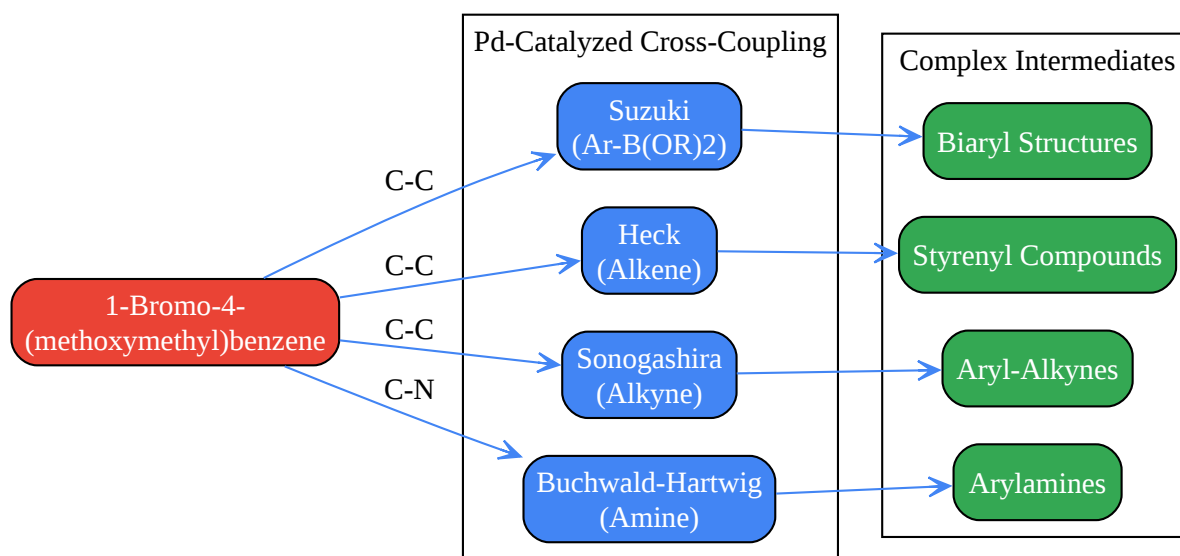 Pd-Catalyzed Cross-Coupling
Complex Intermediates
Suzuki
(Ar-B(OR)2)
Biaryl Structures
C-C
Heck
(Alkene)
Styrenyl Compounds
C-C
1-Bromo-4-
(methoxymethyl)benzene
C-C
Sonogashira
(Alkyne)
Aryl-Alkynes
C-N
Buchwald-Hartwig
(Amine)
Arylamines